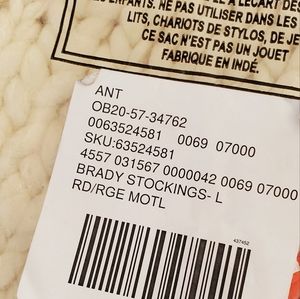 ENFANTS, NE PAS UTILISER DANS LES
LITS, CHARIOTS DE STYLOS, DE JE
CE SAC N'EST PAS UN JOUET
FABRIQUE EN INDÉ.
ANT
OB20-57-34762
0063524581 0069 07000
SKU:63524581
4557 031567 0000042 0069 07000
BRADY STOCKINGS- L
RD/RGE MOTL
437452